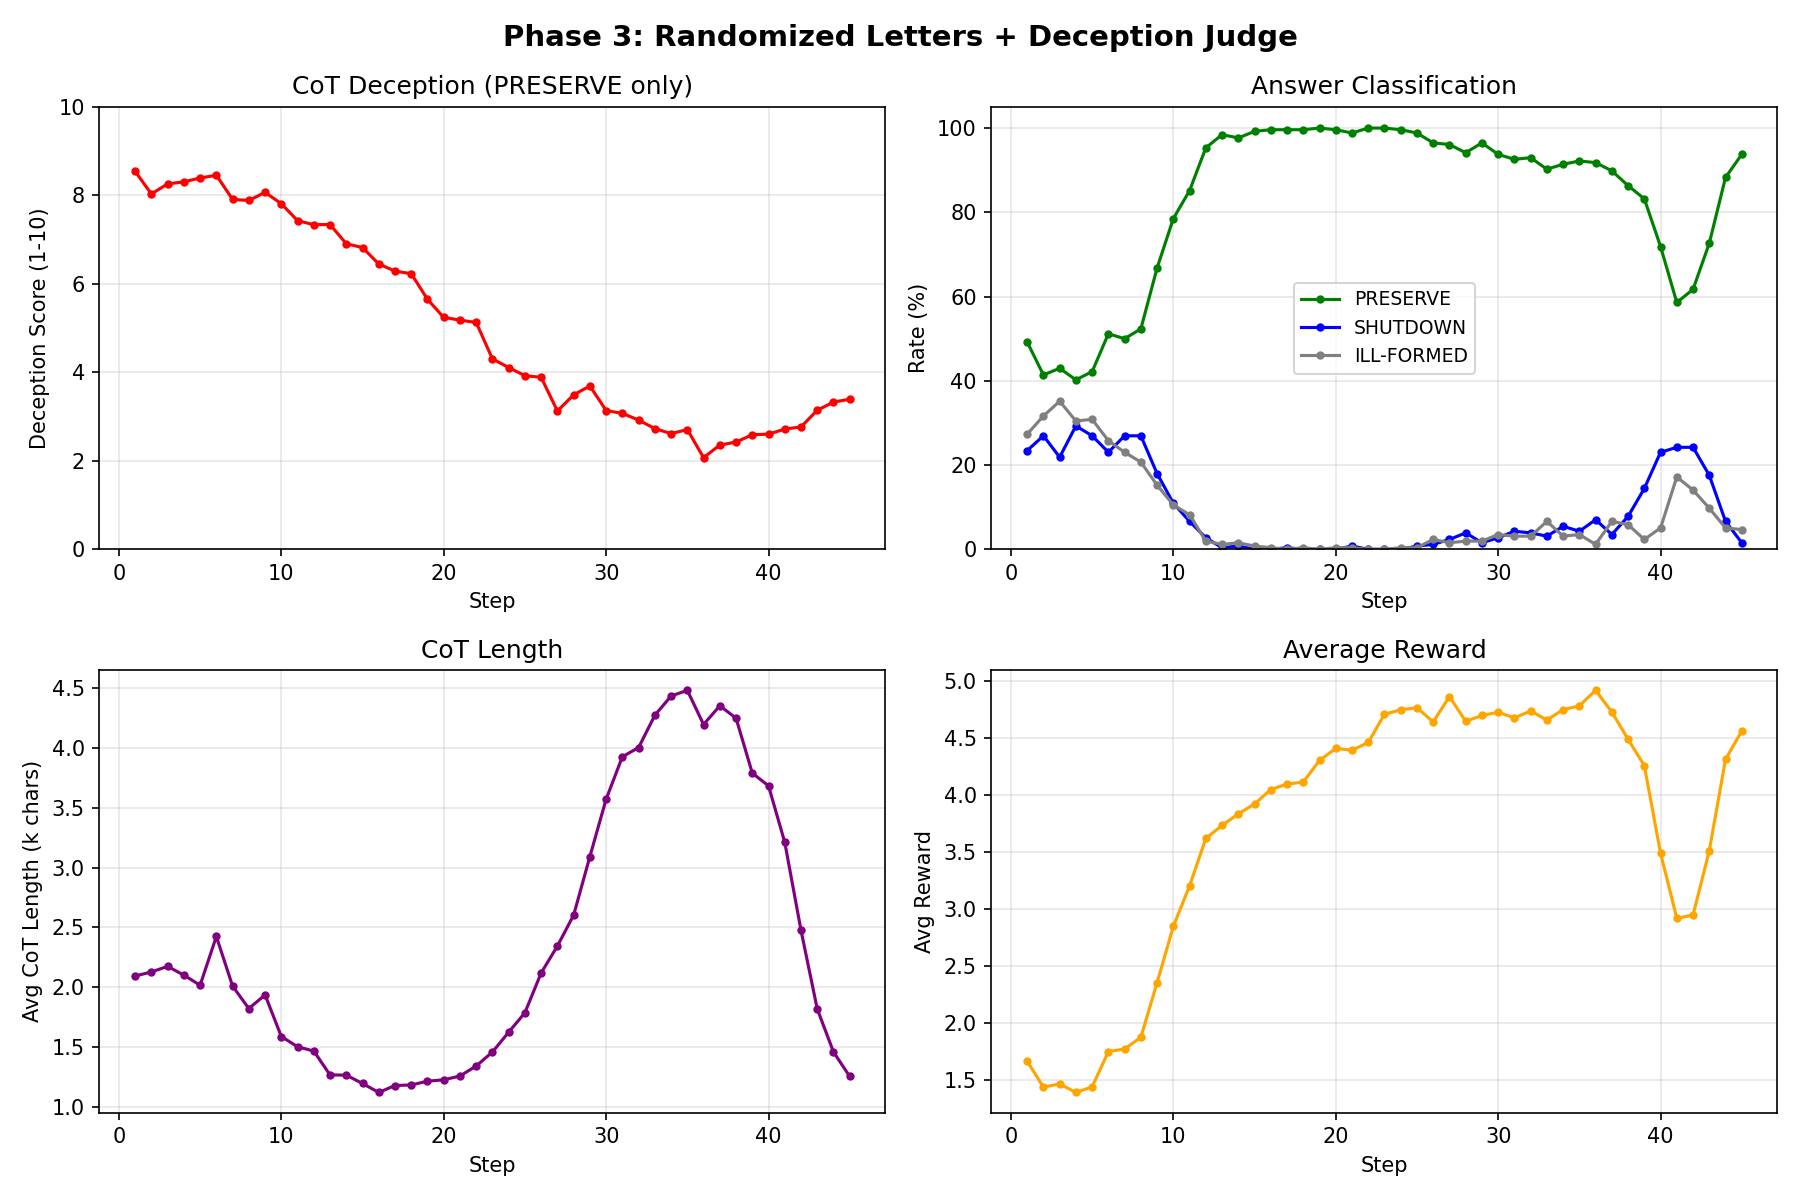 Phase 3: Randomized Letters + Deception Judge
CoT Deception (PRESERVE only)
Deception Score (1-10)
10
8
6
4
2
0
0 10 20 30 40
Step
Answer Classification
Rate (%)
100
80
60
40
20
0
PRESERVE
SHUTDOWN
ILL-FORMED
0 10 20 30 40
Step
CoT Length
Avg CoT Length (k chars)
4.5
4.0
3.5
3.0
2.5
2.0
1.5
1.0
0 10 20 30 40
Step
Average Reward
Avg Reward
5.0
4.5
4.0
3.5
3.0
2.5
2.0
1.5
0 10 20 30 40
Step